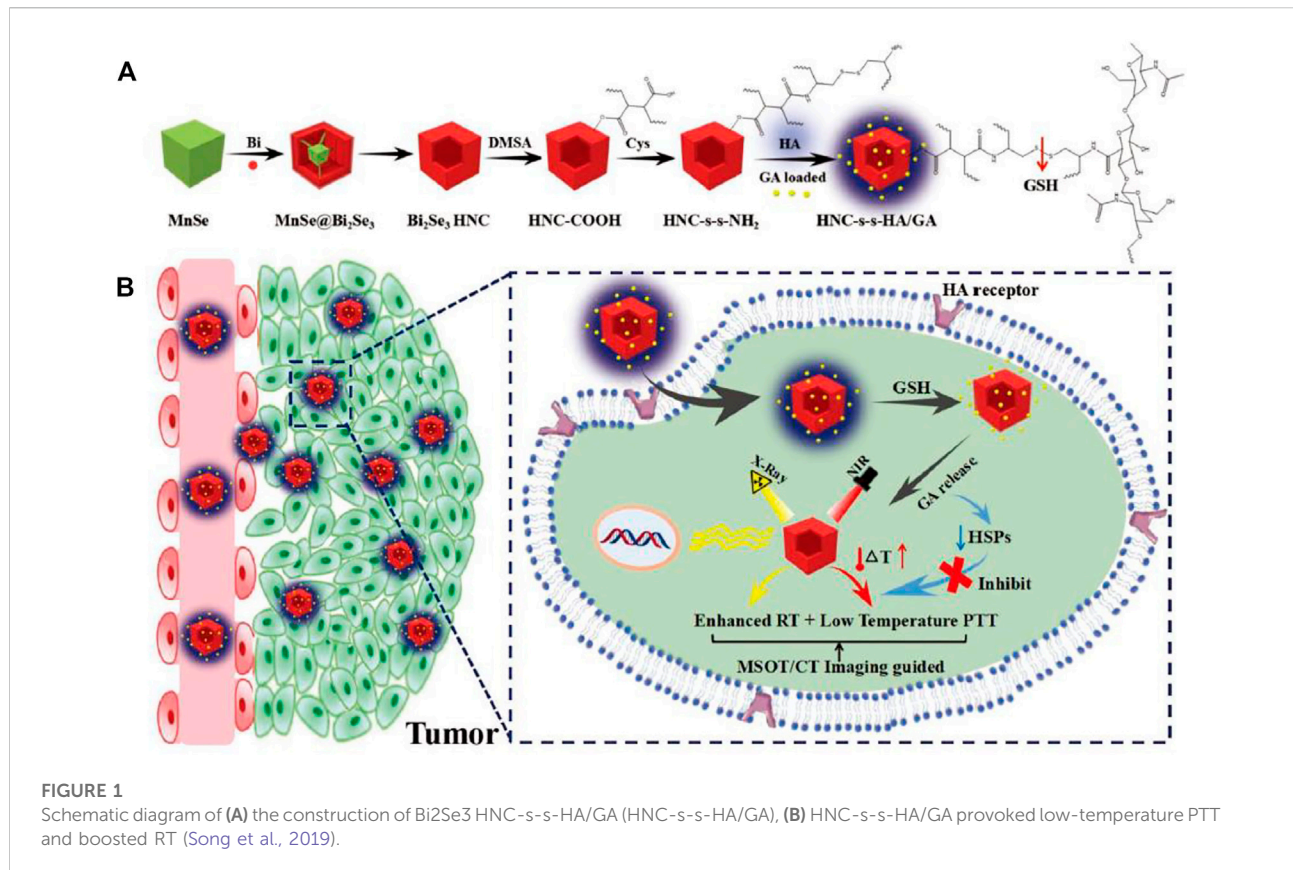 A
Bi
DMSA
Cys
HA
GA loaded
GSH
MnSe
MnSe@Bi₂Se₃
Bi₂Se₃ HNC
HNC-COOH
HNC-s-s-NH₂
HNC-s-s-HA/GA
B
HA receptor
GSH
X-Ray
NIR
GA release
ΔT
HSPs
Inhibit
Enhanced RT + Low Temperature PTT
MSOT/CT Imaging guided
Tumor
FIGURE 1
Schematic diagram of (A) the construction of Bi2Se3 HNC-s-s-HA/GA (HNC-s-s-HA/GA), (B) HNC-s-s-HA/GA provoked low-temperature PTT
and boosted RT (Song et al., 2019).